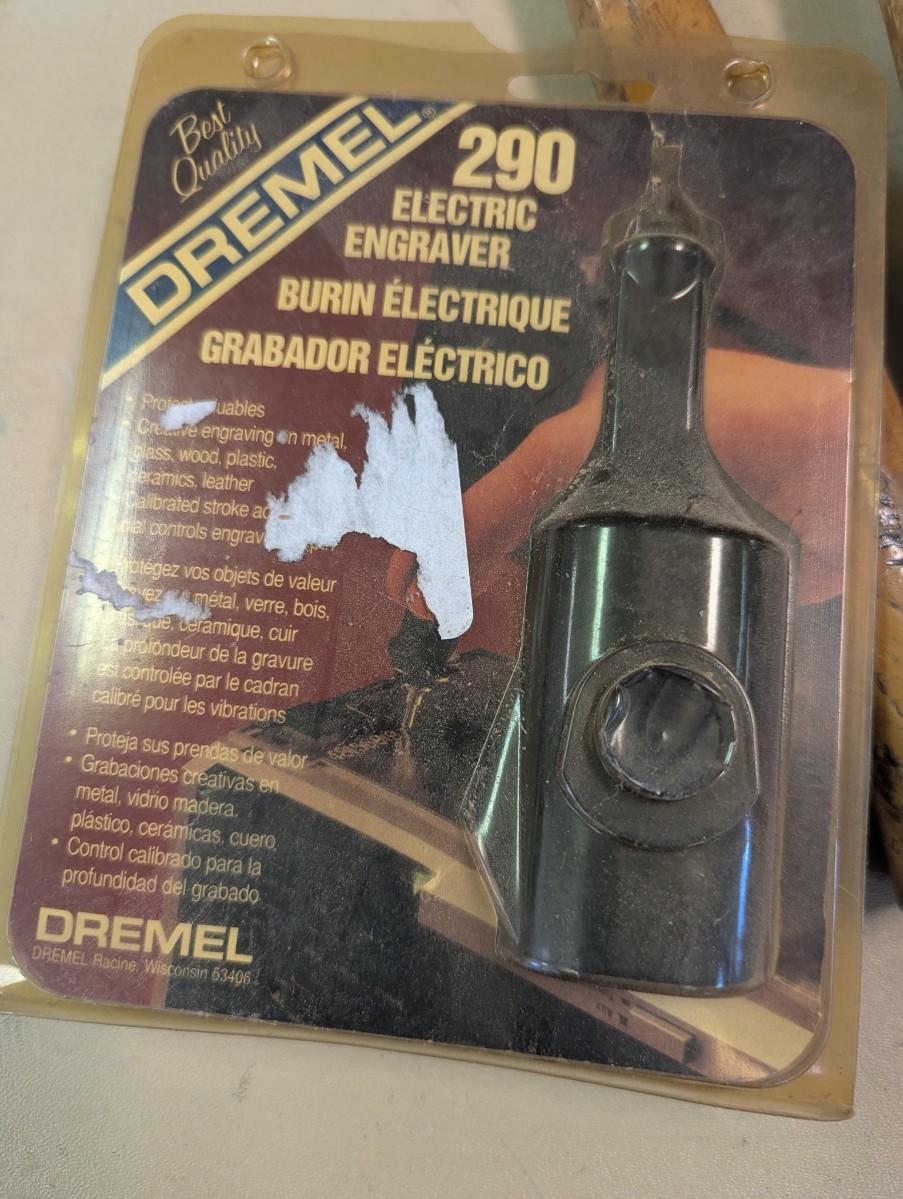 Best
Quality
DREMEL®
290
ELECTRIC
ENGRAVER
BURIN ÉLECTRIQUE
GRABADOR ELÉCTRICO
• Creative engraving on metal,
glass, wood, plastic,
ceramics, leather
Calibrated stroke
dial controls
Protégez vos objets de valeur
métal, verre, bois,
céramique, cuir
profondeur de la gravure
est controlée par le cadran
calibré pour les vibrations
• Proteja sus prendas de valor
• Grabaciones creativas en
metal, vidrio madera,
plástico, cerámicas, cuero
• Control calibrado para la
profundidad del grabado
DREMEL
DREMEL Racine, Wisconsin 53406